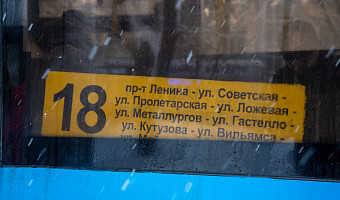 18
пр-т Ленина - ул. Советская -
ул. Пролетарская - ул. Ложевая -
ул. Металлургов - ул. Гастелло -
ул. Кутузова - ул. Вильямса -